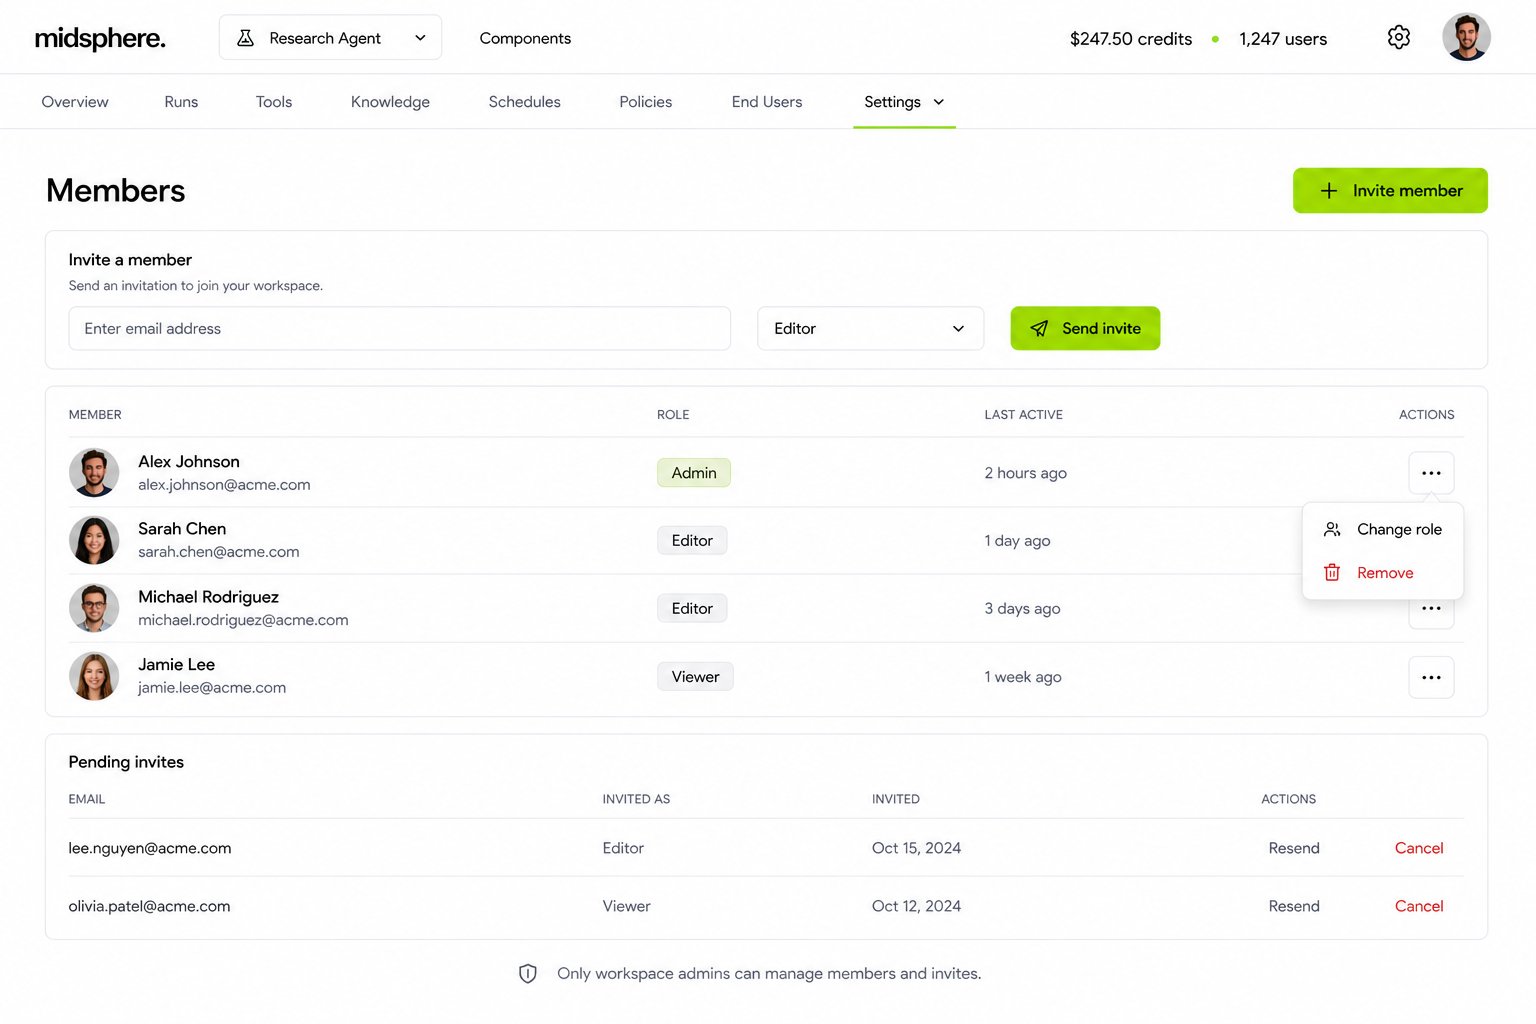 midsphere.
Research Agent
Components
$247.50 credits
1,247 users
Overview
Runs
Tools
Knowledge
Schedules
Policies
End Users
Settings
Members
Invite member
Invite a member
Send an invitation to join your workspace.
Enter email address
Editor
Send invite
MEMBER ROLE LAST ACTIVE ACTIONS
Alex Johnson
alex.johnson@acme.com
Admin
2 hours ago
Change role
Remove
Sarah Chen
sarah.chen@acme.com
Editor
1 day ago
Michael Rodriguez
michael.rodriguez@acme.com
Editor
3 days ago
Jamie Lee
jamie.lee@acme.com
Viewer
1 week ago
Pending invites
EMAIL INVITED AS INVITED ACTIONS
lee.nguyen@acme.com Editor Oct 15, 2024 Resend Cancel
olivia.patel@acme.com Viewer Oct 12, 2024 Resend Cancel
Only workspace admins can manage members and invites.